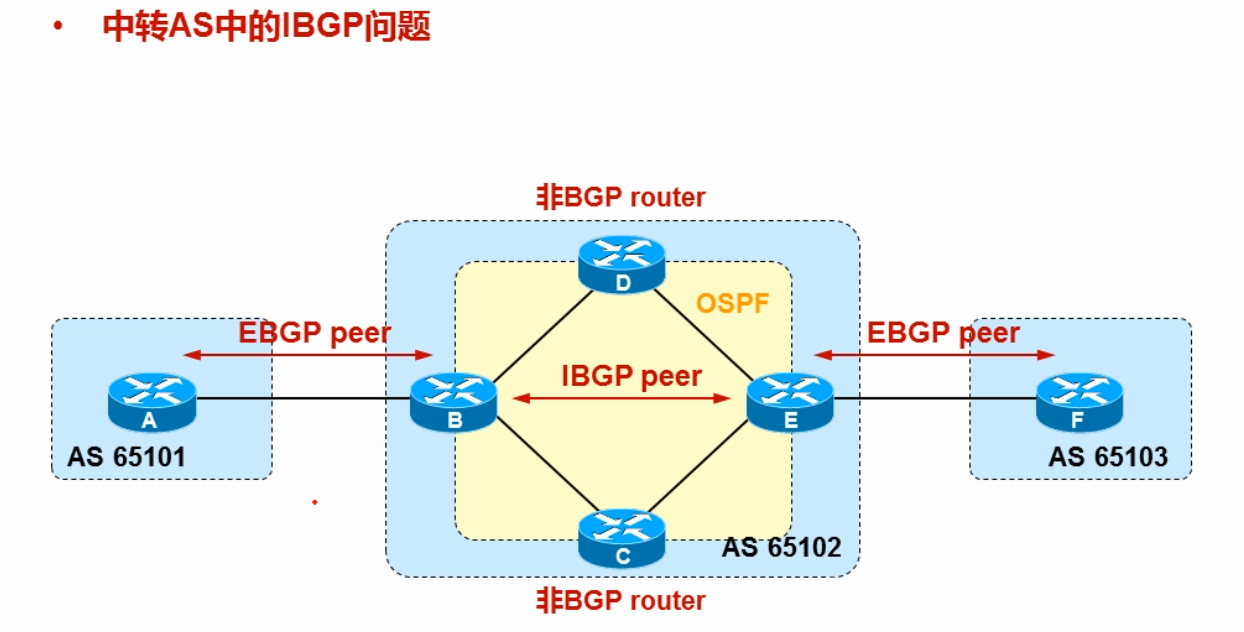 • 中转AS中的IBGP问题
非BGP router
D
OSPF
EBGP peer
EBGP peer
IBGP peer
A
B
E
F
AS 65101
AS 65103
C
AS 65102
非BGP router